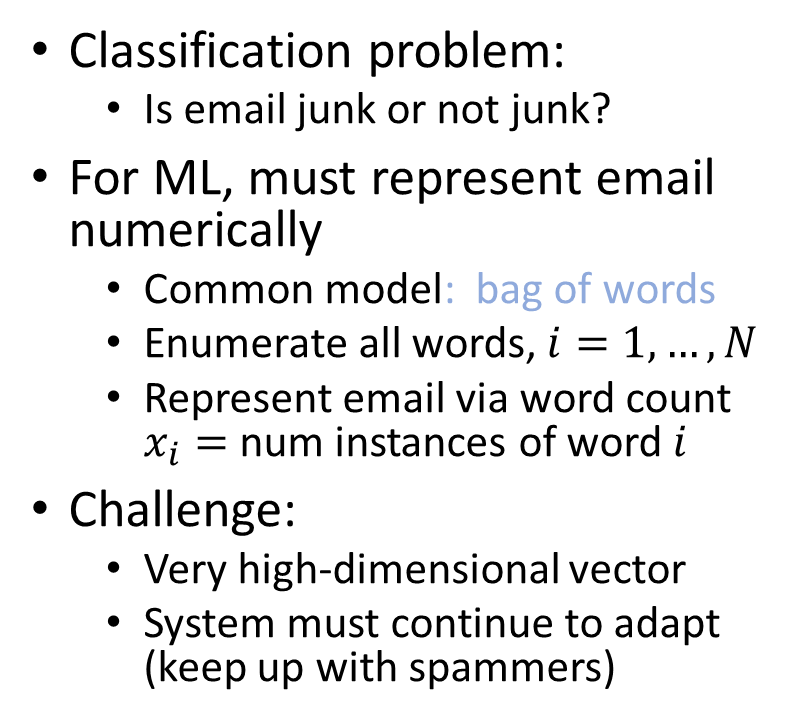 • Classification problem:
• Is email junk or not junk?
• For ML, must represent email
numerically
• Common model: bag of words
• Enumerate all words, 𝑖 = 1, … , 𝑁
• Represent email via word count
𝑥ᵢ = num instances of word 𝑖
• Challenge:
• Very high-dimensional vector
• System must continue to adapt
(keep up with spammers)